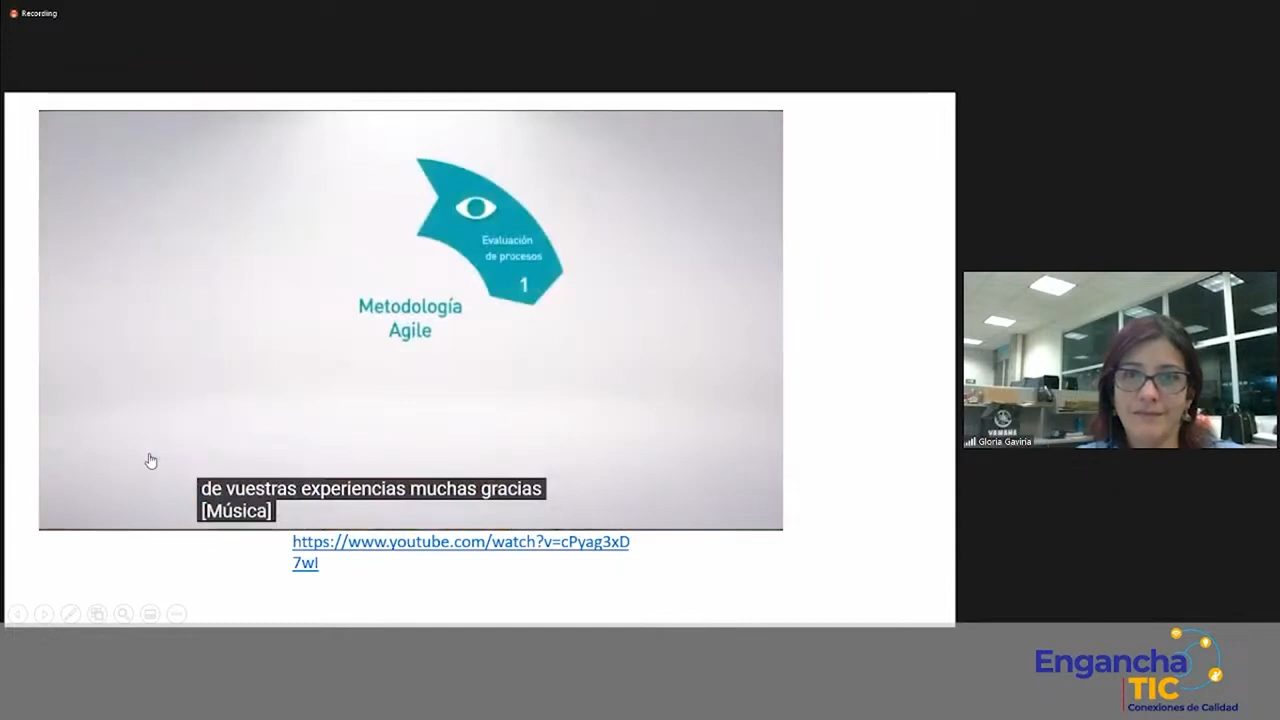 Recording
Evaluación
de procesos
1
Metodología
Agile
de vuestras experiencias muchas gracias
[Música]
https://www.youtube.com/watch?v=cPyag3xD
7wI
YAMAHA
Gloria Gaviria
Engancha
TIC
Conexiones de Calidad